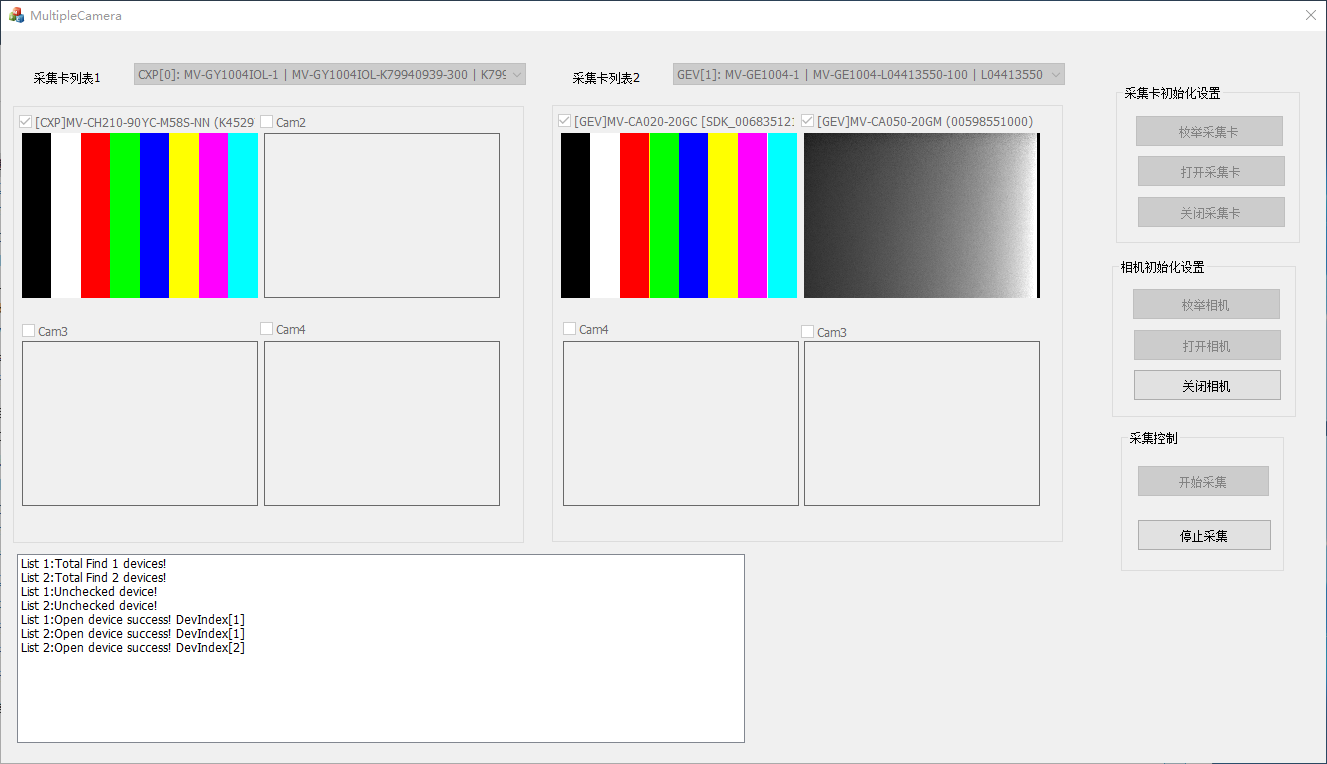 MultipleCamera
采集卡列表1
CXP[0]: MV-GY1004IOL-1 | MV-GY1004IOL-K79940939-300 | K799
采集卡列表2
GEV[1]: MV-GE1004-1 | MV-GE1004-L04413550-100 | L04413550
[CXP]MV-CH210-90YC-M58S-NN (K4529
Cam2
Cam3
Cam4
[GEV]MV-CA020-20GC [SDK_00683512:
[GEV]MV-CA050-20GM (00598551000)
Cam4
Cam3
采集卡初始化设置
枚举采集卡
打开采集卡
关闭采集卡
相机初始化设置
枚举相机
打开相机
关闭相机
采集控制
开始采集
停止采集
List 1:Total Find 1 devices!
List 2:Total Find 2 devices!
List 1:Unchecked device!
List 2:Unchecked device!
List 1:Open device success! DevIndex[1]
List 2:Open device success! DevIndex[1]
List 2:Open device success! DevIndex[2]